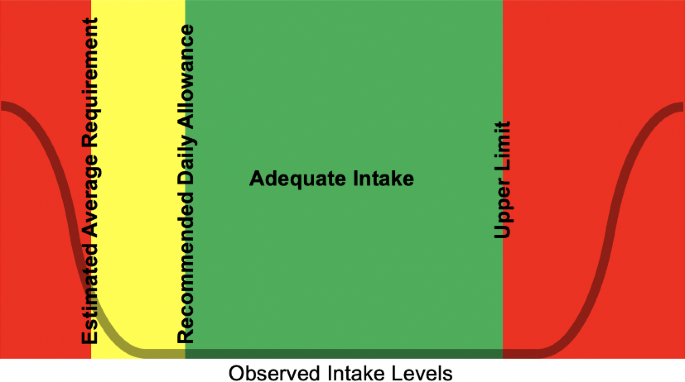 Estimated Average Requirement
Recommended Daily Allowance
Adequate Intake
Upper Limit
Observed Intake Levels